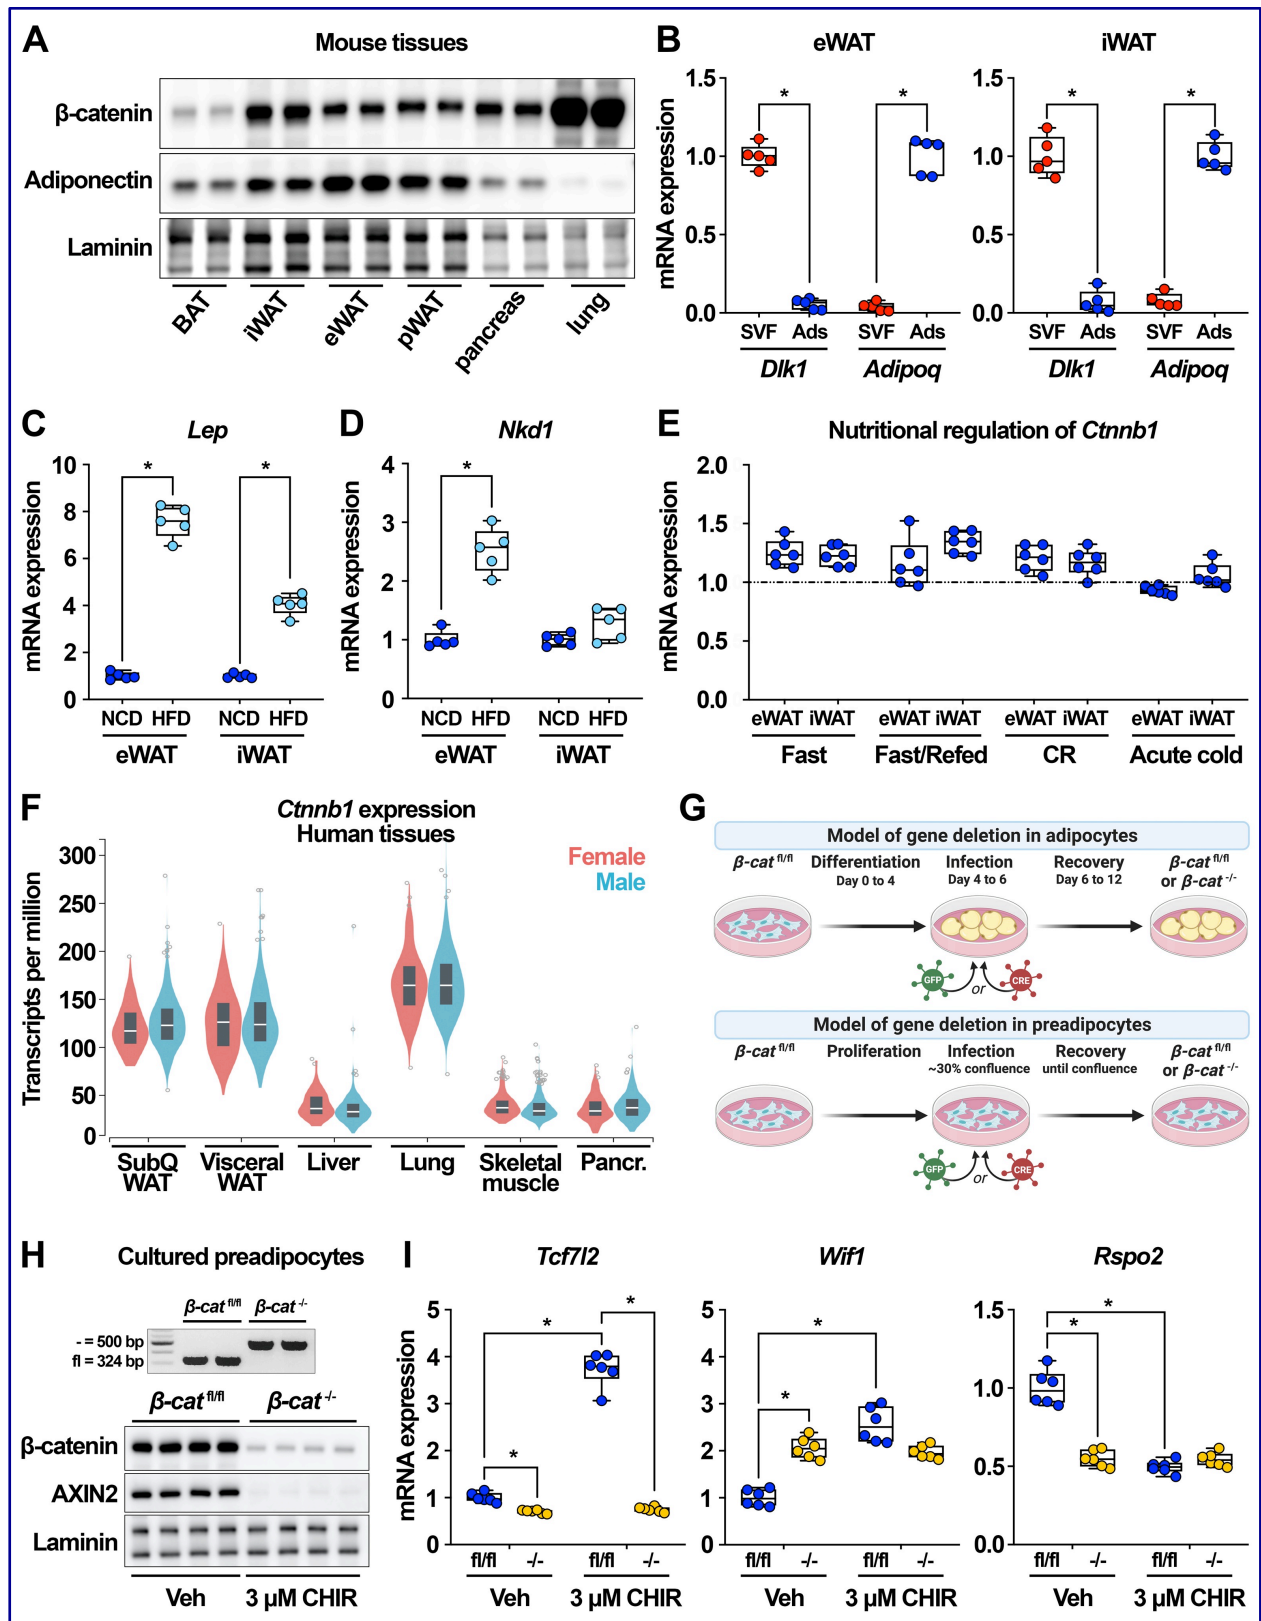 A
Mouse tissues
β-catenin
Adiponectin
Laminin
BAT
iWAT
eWAT
pWAT
pancreas
lung
B
eWAT
iWAT
mRNA expression
1.5
1.0
0.5
0.0
*
*
SVF Ads SVF Ads
Dlk1 Adipoq
1.5
1.0
0.5
0.0
*
*
SVF Ads SVF Ads
Dlk1 Adipoq
C
Lep
mRNA expression
10
8
6
4
2
0
*
*
NCD HFD NCD HFD
eWAT iWAT
D
Nkd1
mRNA expression
4
3
2
1
0
*
NCD HFD NCD HFD
eWAT iWAT
E
Nutritional regulation of Ctnnb1
mRNA expression
2.0
1.5
1.0
0.5
0.0
eWAT iWAT eWAT iWAT eWAT iWAT eWAT iWAT
Fast Fast/Refed CR Acute cold
F
Ctnnb1 expression
Human tissues
Female
Male
Transcripts per million
300
250
200
150
100
50
0
SubQ WAT
Visceral WAT
Liver
Lung
Skeletal muscle
Pancr.
G
Model of gene deletion in adipocytes
β-cat fl/fl
Differentiation
Day 0 to 4
Infection
Day 4 to 6
Recovery
Day 6 to 12
β-cat fl/fl
or β-cat -/-
GFP or CRE
Model of gene deletion in preadipocytes
β-cat fl/fl
Proliferation
Infection
~30% confluence
Recovery
until confluence
β-cat fl/fl
or β-cat -/-
GFP or CRE
H
Cultured preadipocytes
β-cat fl/fl β-cat -/-
- = 500 bp
fl = 324 bp
β-cat fl/fl β-cat -/-
β-catenin
AXIN2
Laminin
Veh 3 μM CHIR
I
Tcf7l2
mRNA expression
5
4
3
2
1
0
*
*
*
fl/fl -/- fl/fl -/-
Veh 3 μM CHIR
Wif1
5
4
3
2
1
0
*
*
fl/fl -/- fl/fl -/-
Veh 3 μM CHIR
Rspo2
1.5
1.0
0.5
0.0
*
*
fl/fl -/- fl/fl -/-
Veh 3 μM CHIR